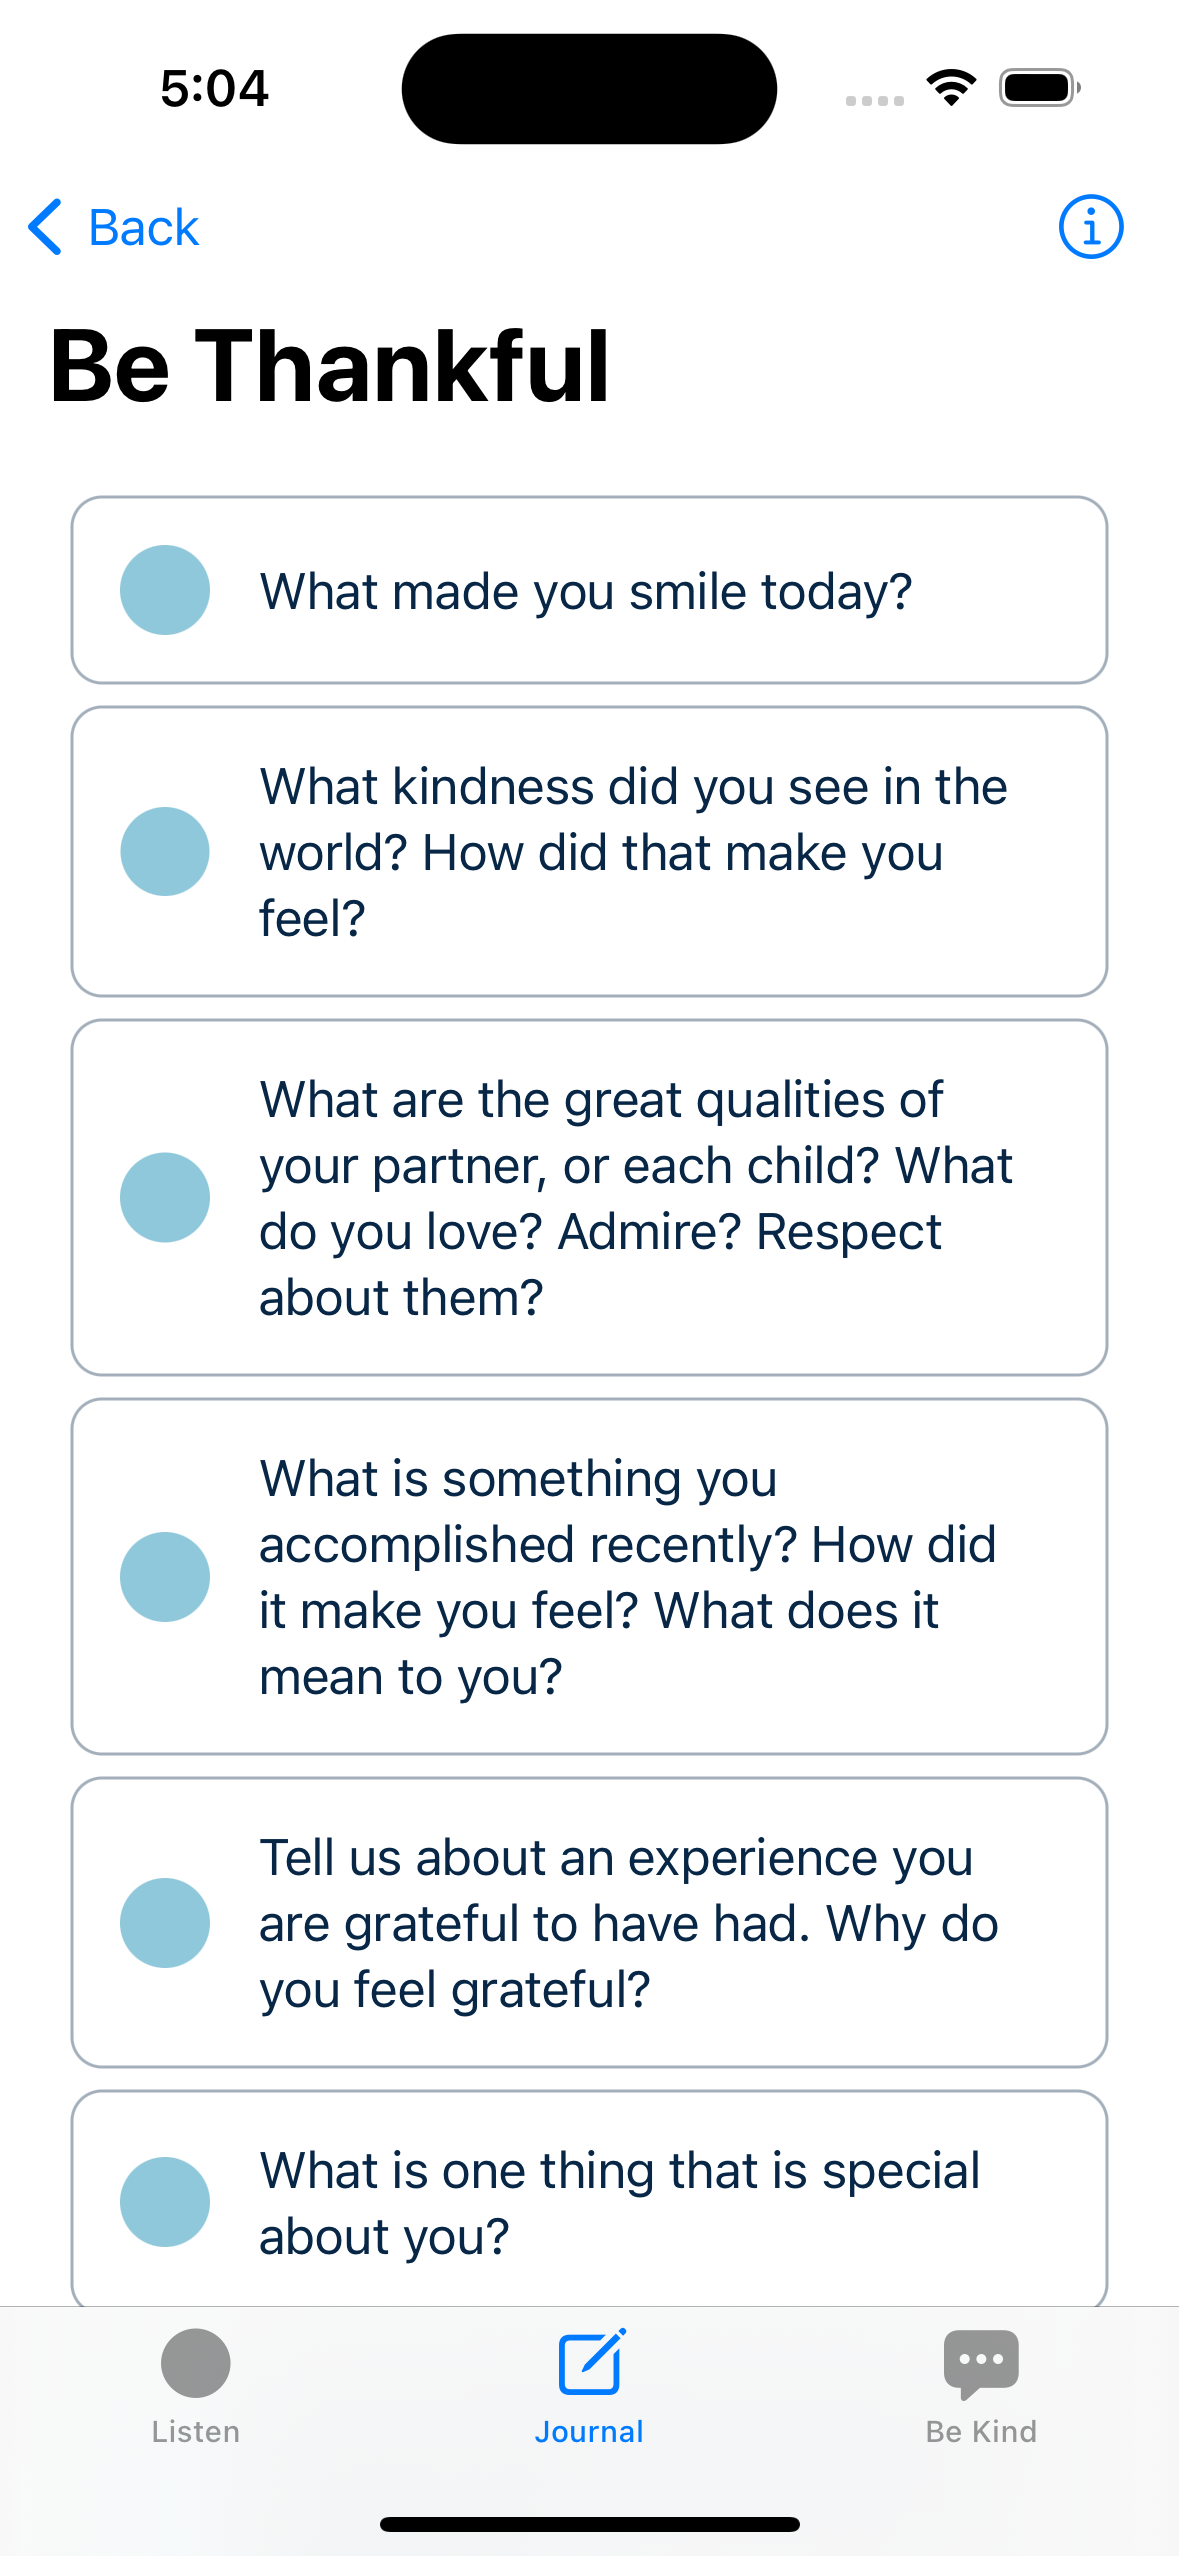 5:04
Back
Be Thankful
What made you smile today?
What kindness did you see in the
world? How did that make you
feel?
What are the great qualities of
your partner, or each child? What
do you love? Admire? Respect
about them?
What is something you
accomplished recently? How did
it make you feel? What does it
mean to you?
Tell us about an experience you
are grateful to have had. Why do
you feel grateful?
What is one thing that is special
about you?
Listen
Journal
Be Kind